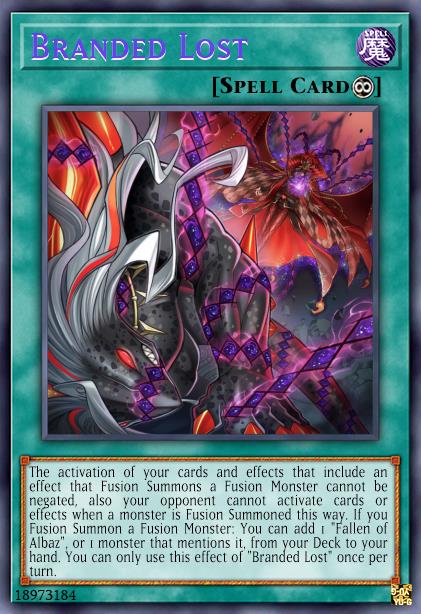 Branded Lost
SPELL
魔
[Spell Card]
The activation of your cards and effects that include an
effect that Fusion Summons a Fusion Monster cannot be
negated, also your opponent cannot activate cards or
effects when a monster is Fusion Summoned this way. If you
Fusion Summon a Fusion Monster: You can add 1 "Fallen of
Albaz", or 1 monster that mentions it, from your Deck to your
hand. You can only use this effect of "Branded Lost" once per
turn.
18973184